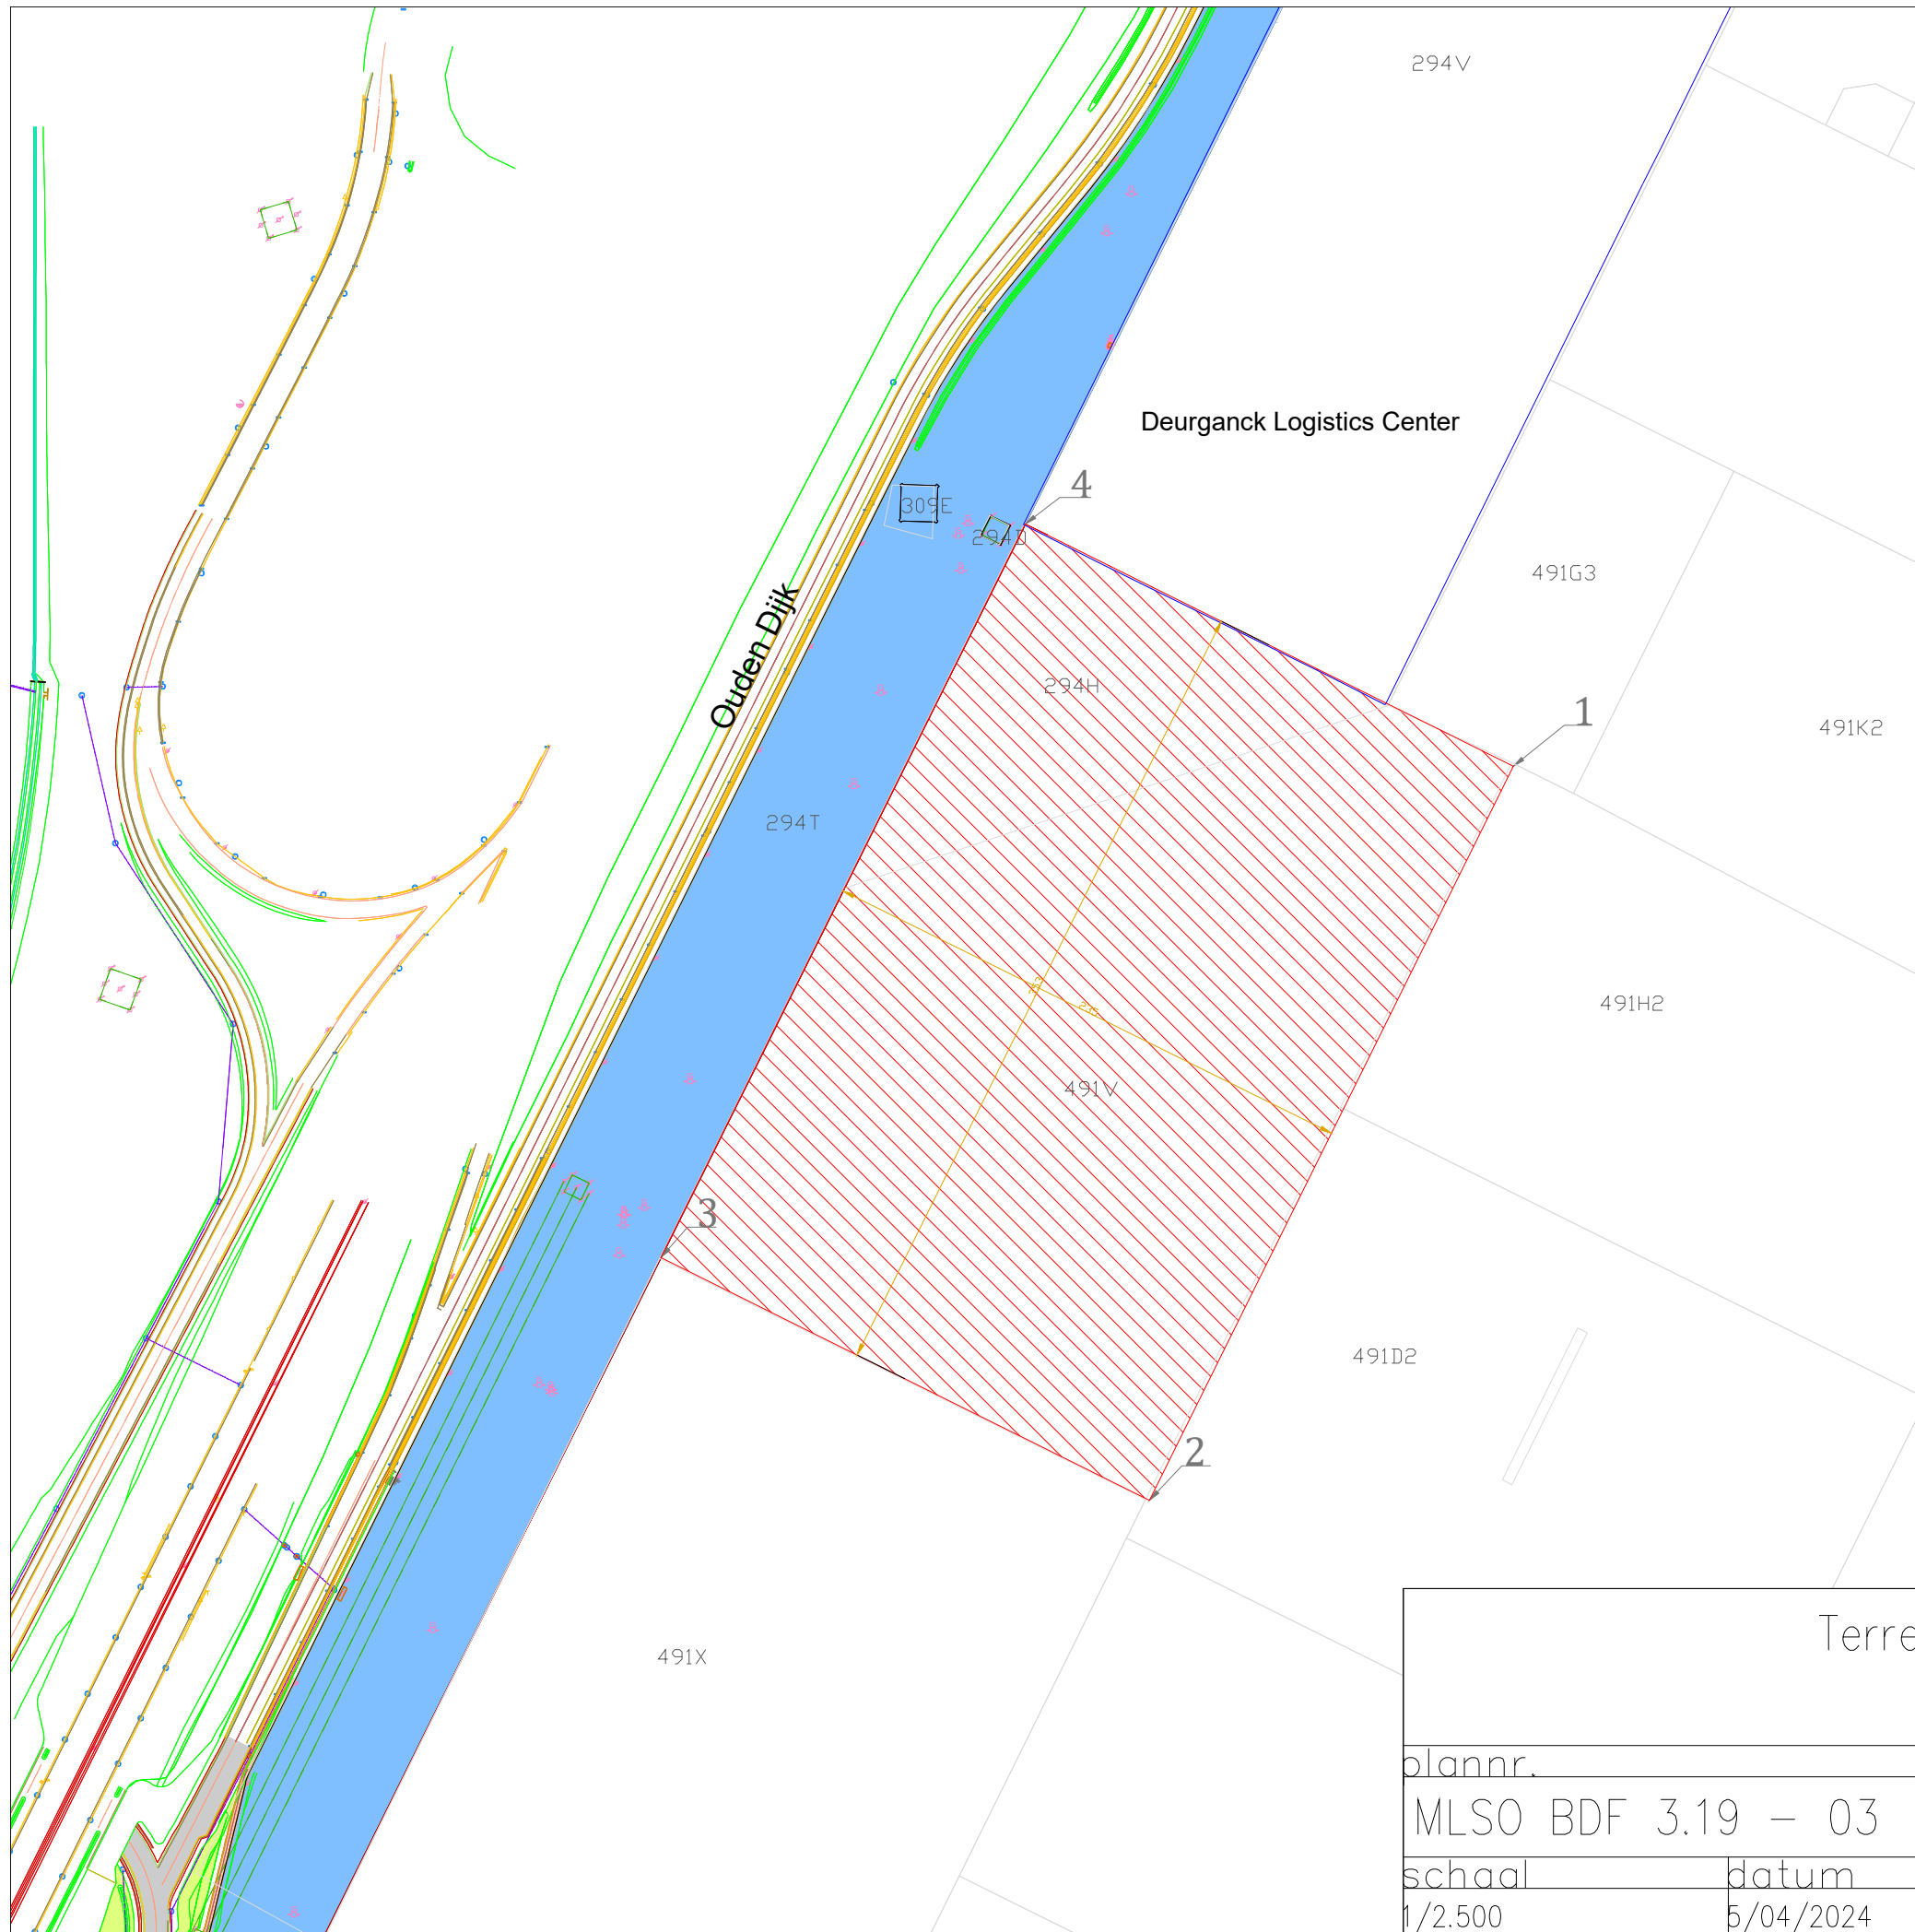 294V
Deurganck Logistics Center
4
309E
294D
491G3
Ouden Dijk
294H
1
491K2
294T
491H2
491V
3
491D2
2
491X
Terre
plannr.
MLSO BDF 3.19 - 03
schaal
datum
1/2.500
5/04/2024